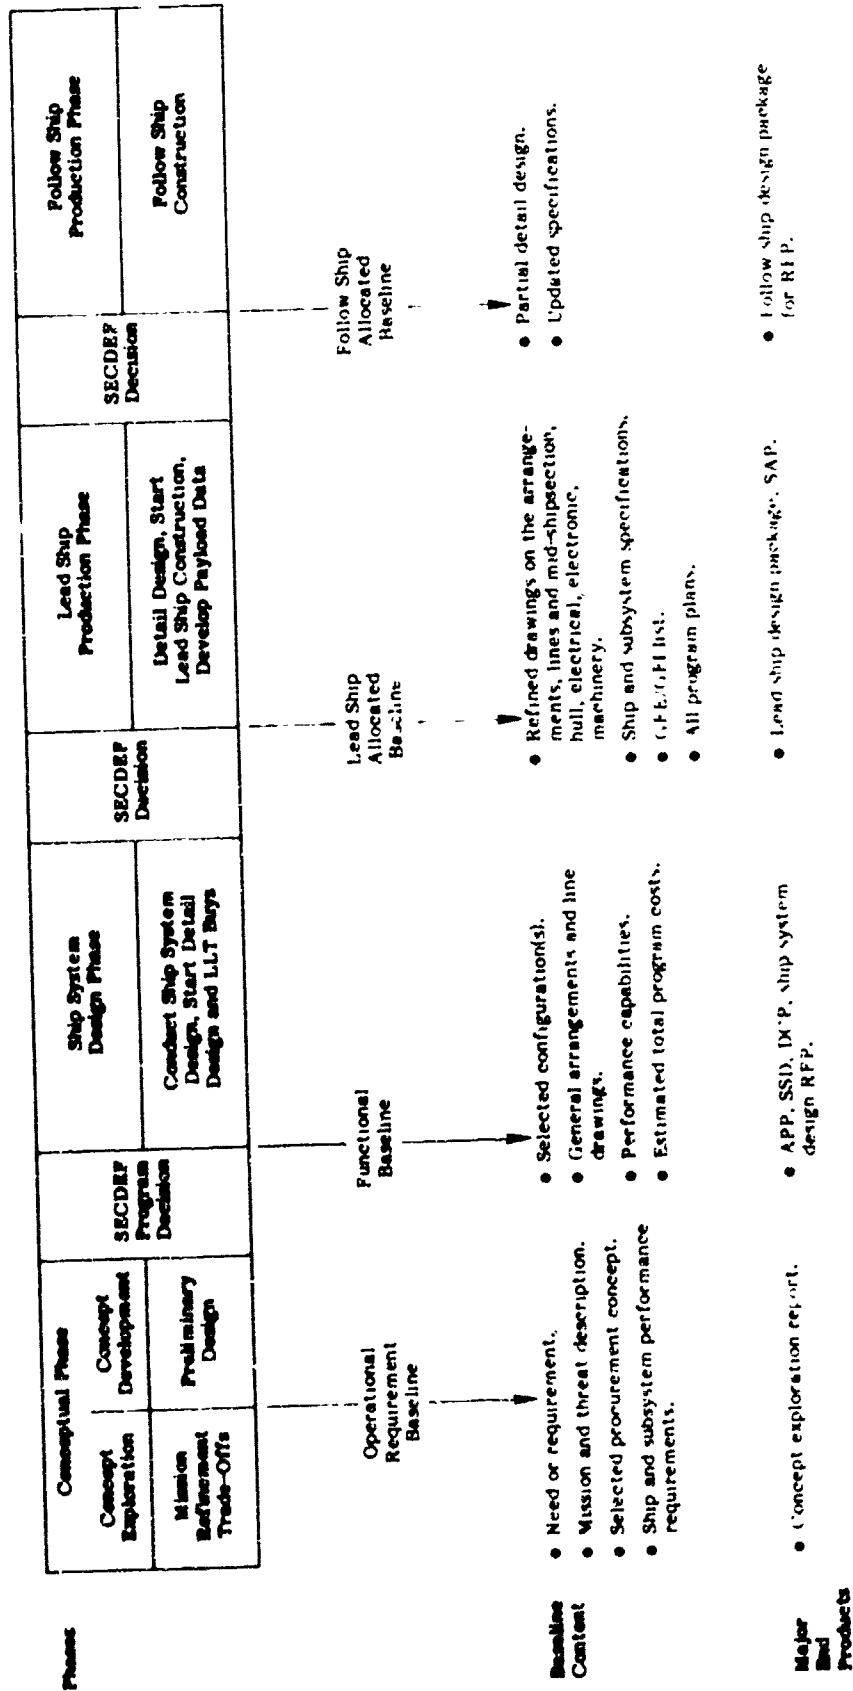 Phases
Conceptual Phase
Concept
Exploration
Concept
Development
Mission
Refinement
Trade-Offs
Preliminary
Design
SECDEF
Program
Decision
Ship System
Design Phase
Conduct Ship System
Design, Start Detail
Design and LLT Buys
SECDEF
Decision
Lead Ship
Production Phase
Detail Design, Start
Lead Ship Construction,
Develop Payload Data
SECDEF
Decision
Follow Ship
Production Phase
Follow Ship
Construction
Operational
Requirement
Baseline
Functional
Baseline
Lead Ship
Allocated
Baseline
Follow Ship
Allocated
Baseline
Baseline
Content
● Need or requirement.
● Mission and threat description.
● Selected procurement concept.
● Ship and subsystem performance
requirements.
● Selected configuration(s).
● General arrangements and line
drawings.
● Performance capabilities.
● Estimated total program costs.
● Refined drawings on the arrange-
ments, lines and mid-shipsection,
hull, electrical, electronic,
machinery.
● Ship and subsystem specifications.
● GFE/GFI list.
● All program plans.
● Partial detail design.
● Updated specifications.
Major
End
Products
● Concept exploration report.
● APP, SSD, DCP, ship system
design RFP.
● Lead ship design package, SAP.
● Follow ship design package
for RFP.